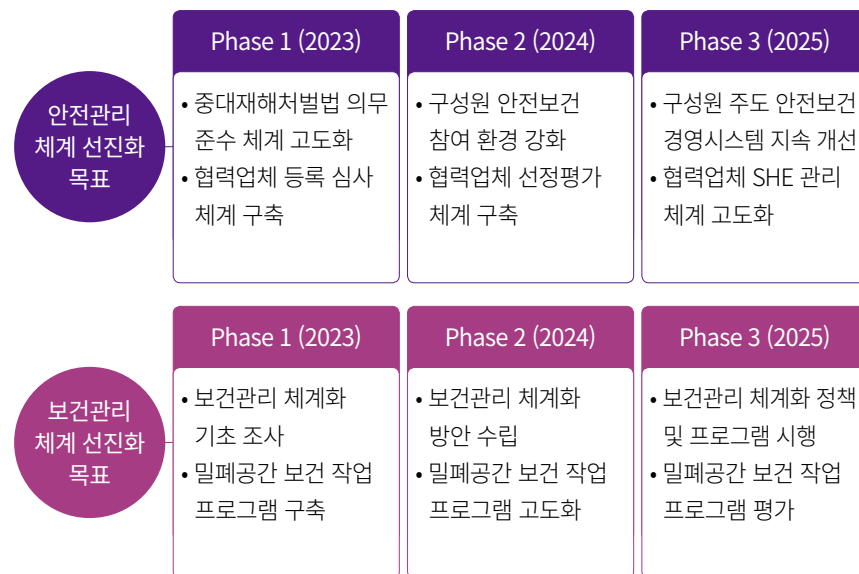 안전관리
체계 선진화
목표
Phase 1 (2023)
• 중대재해처벌법 의무
준수 체계 고도화
• 협력업체 등록 심사
체계 구축
Phase 2 (2024)
• 구성원 안전보건
참여 환경 강화
• 협력업체 선정평가
체계 구축
Phase 3 (2025)
• 구성원 주도 안전보건
경영시스템 지속 개선
• 협력업체 SHE 관리
체계 고도화
보건관리
체계 선진화
목표
Phase 1 (2023)
• 보건관리 체계화
기초 조사
• 밀폐공간 보건 작업
프로그램 구축
Phase 2 (2024)
• 보건관리 체계화
방안 수립
• 밀폐공간 보건 작업
프로그램 고도화
Phase 3 (2025)
• 보건관리 체계화 정책
및 프로그램 시행
• 밀폐공간 보건 작업
프로그램 평가